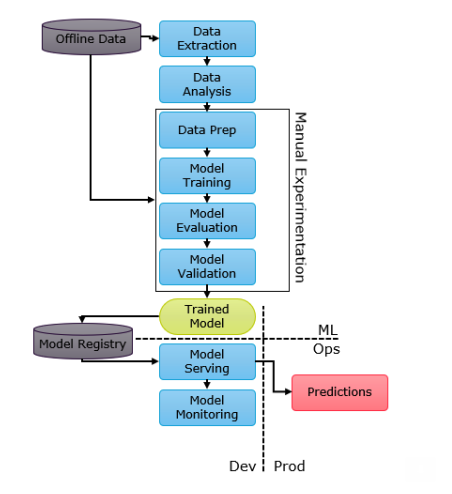 Offline Data
Data
Extraction
Data
Analysis
Data Prep
Model
Training
Model
Evaluation
Model
Validation
Manual Experimentation
Trained
Model
ML
Ops
Model Registry
Model
Serving
Predictions
Model
Monitoring
Dev
Prod